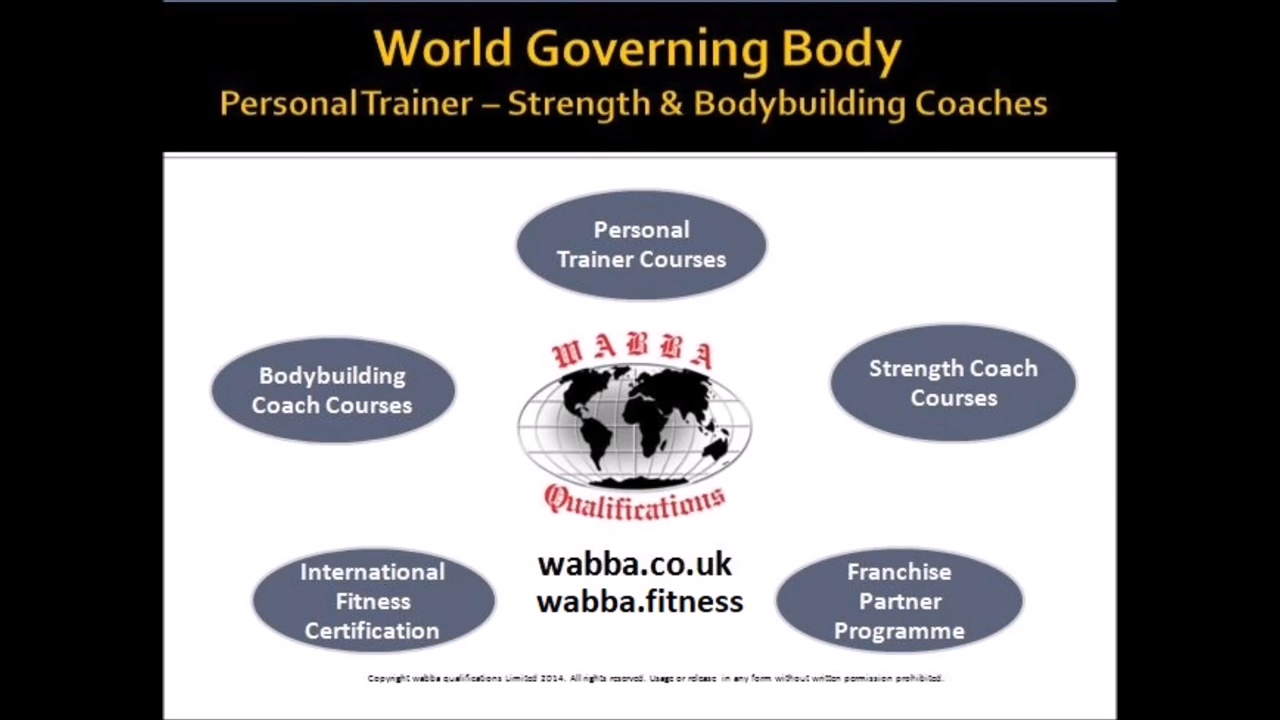 World Governing Body
Personal Trainer – Strength & Bodybuilding Coaches
Personal
Trainer Courses
Bodybuilding
Coach Courses
WABBA
Qualifications
Strength Coach
Courses
International
Fitness
Certification
wabba.co.uk
wabba.fitness
Franchise
Partner
Programme
Copyright wabba qualifications Limited 2014. All rights reserved. Usage or release in any form without written permission prohibited.